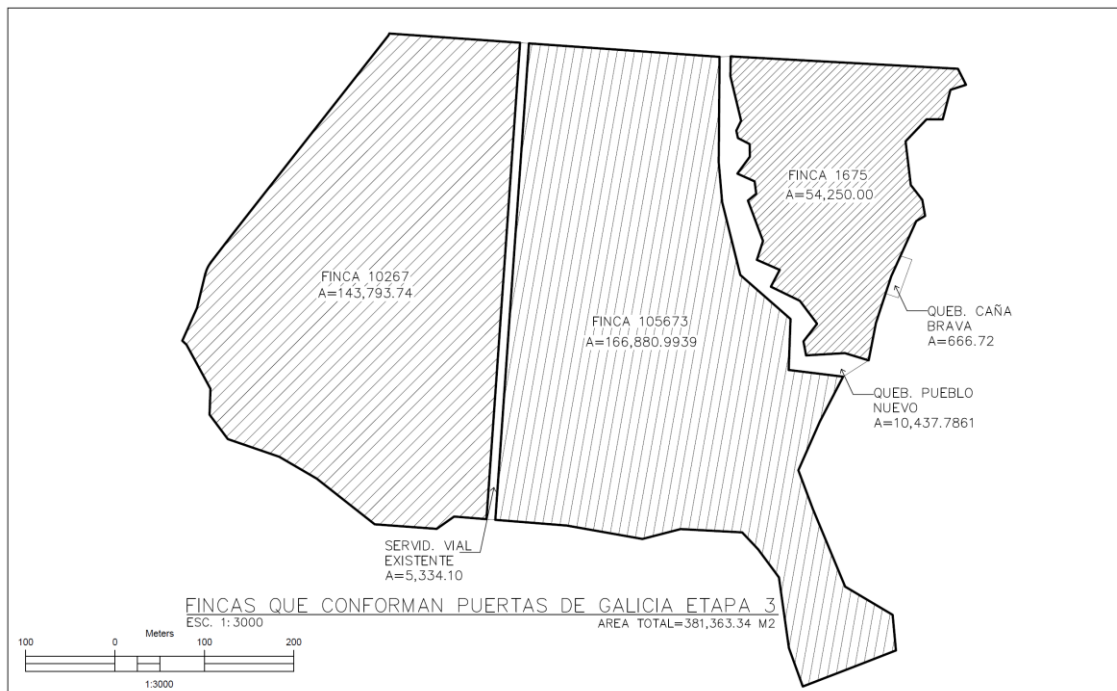 FINCA 1675
A=54,250.00
FINCA 10267
A=143,793.74
FINCA 105673
A=166,880.9939
QUEB. CAÑA
BRAVA
A=666.72
QUEB. PUEBLO
NUEVO
A=10,437.7861
SERVID. VIAL
EXISTENTE
A=5,334.10
FINCAS QUE CONFORMAN PUERTAS DE GALICIA ETAPA 3
ESC. 1:3000
AREA TOTAL=381,363.34 M2
Meters
100 0 100 200
1:3000